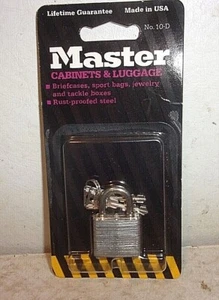 Lifetime Guarantee Made in USA
No. 10-D
Master
CABINETS & LUGGAGE
Briefcases, sport bags, jewelry
and tackle boxes
Rust-proofed steel